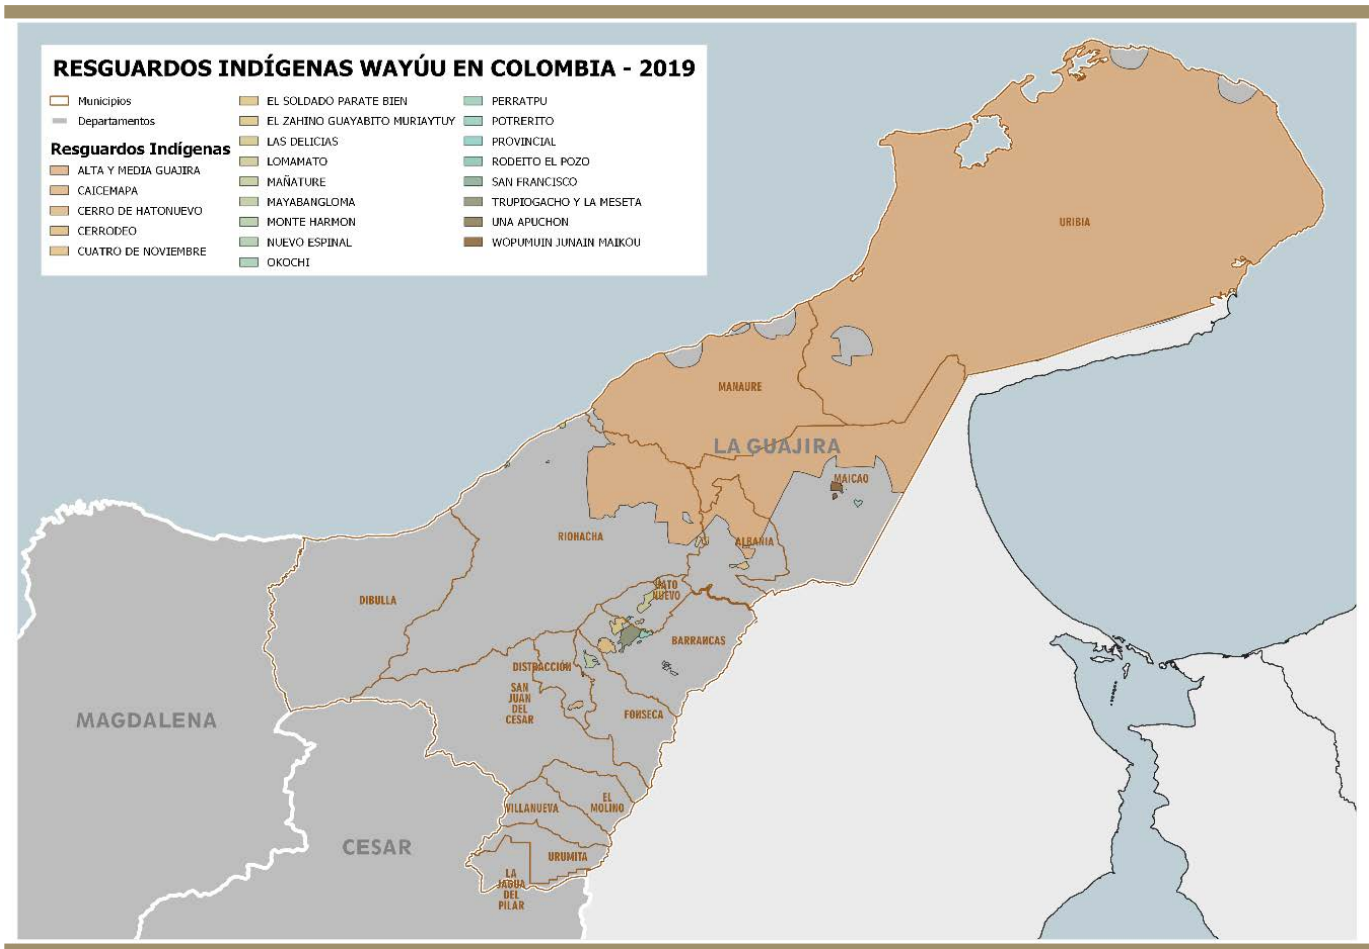 RESGUARDOS INDÍGENAS WAYÚU EN COLOMBIA - 2019
Municipios
Departamentos
Resguardos Indígenas
ALTA Y MEDIA GUAJIRA
CAICEMAPA
CERRO DE HATONUEVO
CERRODEO
CUATRO DE NOVIEMBRE
EL SOLDADO PARATE BIEN
EL ZAHINO GUAYABITO MURIAYTUY
LAS DELICIAS
LOMAMATO
MAÑATURE
MAYABANGLOMA
MONTE HARMON
NUEVO ESPINAL
OKOCHI
PERRATPU
POTRERITO
PROVINCIAL
RODEITO EL POZO
SAN FRANCISCO
TRUPIOGACHO Y LA MESETA
UNA APUCHON
WOPUMUIN JUNAIN MAIKOU
URIBIA
MANAURE
LA GUAJIRA
MAICAO
RIOHACHA
ALBANIA
DIBULLA
HATO
NUEVO
BARRANCAS
DISTRACCIÓN
SAN
JUAN
DEL
CESAR
FONSECA
MAGDALENA
EL
MOLINO
VILLANUEVA
CESAR
URUMITA
LA
JAGUA
DEL
PILAR